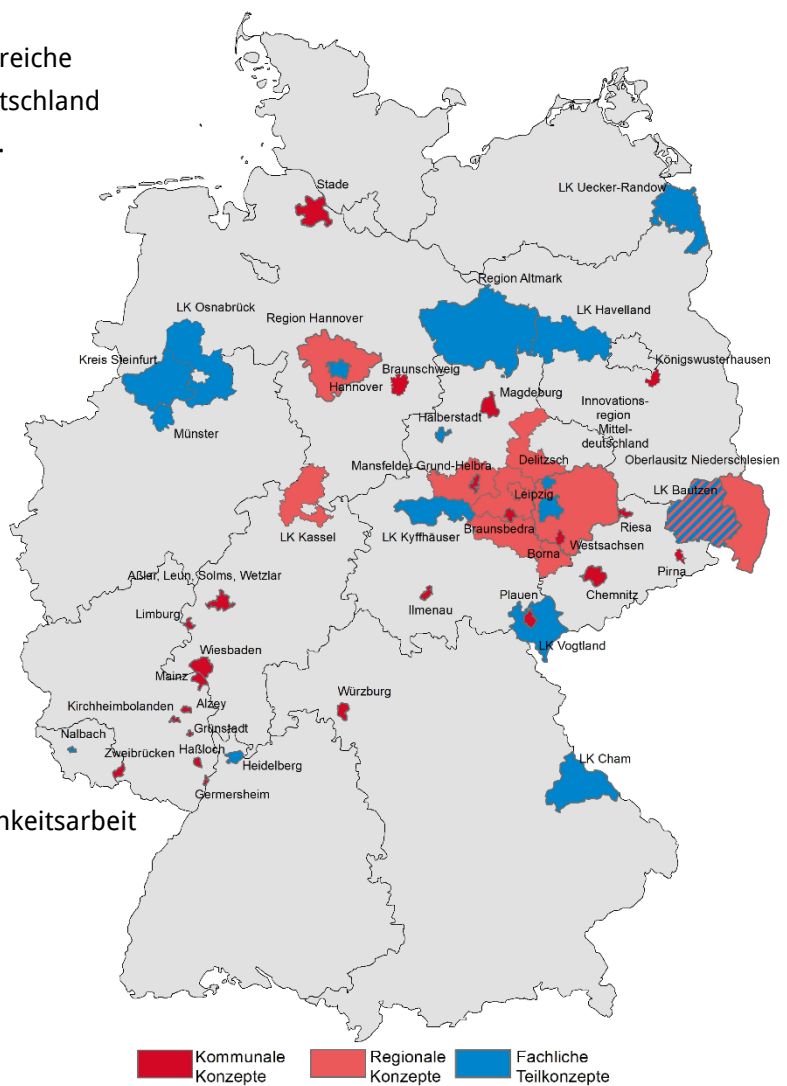 reiche
tschland
.
Stade
LK Uecker-Randow
Region Altmark
LK Osnabrück
LK Havelland
Region Hannover
Kreis Steinfurt
Königswusterhausen
Braunschweig
Hannover
Magdeburg
Innovations-
region
Mittel-
deutschland
Halberstadt
Münster
Delitzsch
Oberlausitz Niederschlesien
Mansfelder Grund-Helbra
LK Bautzen
Leipzig
LK Kassel
LK Kyffhäuser
Braunsbedra
Riesa
Borna
Westsachsen
Pirna
Aßlar, Leun, Solms, Wetzlar
Chemnitz
Plauen
Ilmenau
Limburg
LK Vogtland
Wiesbaden
Mainz
Würzburg
Kirchheimbolanden
Alzey
Grünstadt
Nalbach
Zweibrücken
Haßloch
Heidelberg
LK Cham
Germersheim
nkeitsarbeit
Kommunale
Konzepte
Regionale
Konzepte
Fachliche
Teilkonzepte